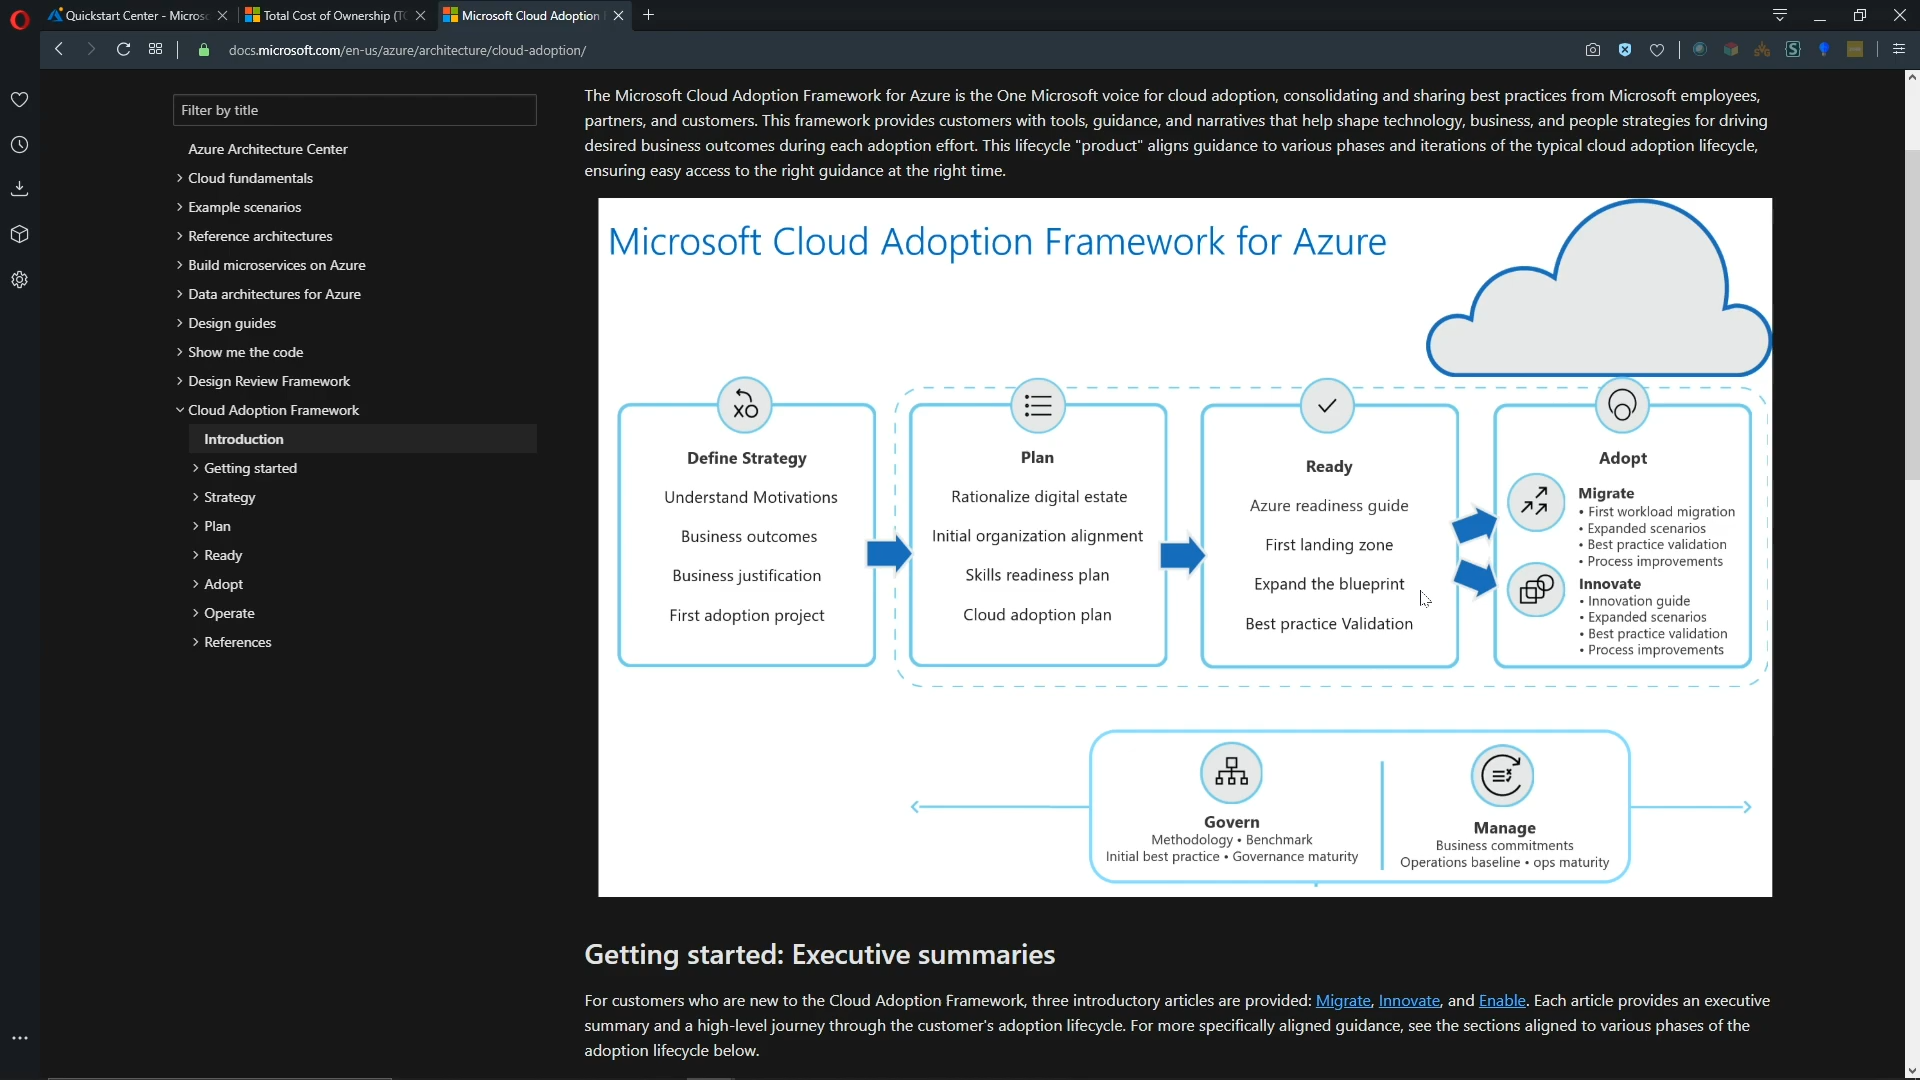 Quickstart Center - Micros
Total Cost of Ownership (TC
Microsoft Cloud Adoption
docs.microsoft.com/en-us/azure/architecture/cloud-adoption/
Filter by title
Azure Architecture Center
Cloud fundamentals
Example scenarios
Reference architectures
Build microservices on Azure
Data architectures for Azure
Design guides
Show me the code
Design Review Framework
Cloud Adoption Framework
Introduction
Getting started
Strategy
Plan
Ready
Adopt
Operate
References
The Microsoft Cloud Adoption Framework for Azure is the One Microsoft voice for cloud adoption, consolidating and sharing best practices from Microsoft employees,
partners, and customers. This framework provides customers with tools, guidance, and narratives that help shape technology, business, and people strategies for driving
desired business outcomes during each adoption effort. This lifecycle "product" aligns guidance to various phases and iterations of the typical cloud adoption lifecycle,
ensuring easy access to the right guidance at the right time.
Microsoft Cloud Adoption Framework for Azure
Define Strategy
Understand Motivations
Business outcomes
Business justification
First adoption project
Plan
Rationalize digital estate
Initial organization alignment
Skills readiness plan
Cloud adoption plan
Ready
Azure readiness guide
First landing zone
Expand the blueprint
Best practice Validation
Adopt
Migrate
• First workload migration
• Expanded scenarios
• Best practice validation
• Process improvements
Innovate
• Innovation guide
• Expanded scenarios
• Best practice validation
• Process improvements
Govern
Methodology • Benchmark
Initial best practice • Governance maturity
Manage
Business commitments
Operations baseline • ops maturity
Getting started: Executive summaries
For customers who are new to the Cloud Adoption Framework, three introductory articles are provided: Migrate, Innovate, and Enable. Each article provides an executive
summary and a high-level journey through the customer's adoption lifecycle. For more specifically aligned guidance, see the sections aligned to various phases of the
adoption lifecycle below.